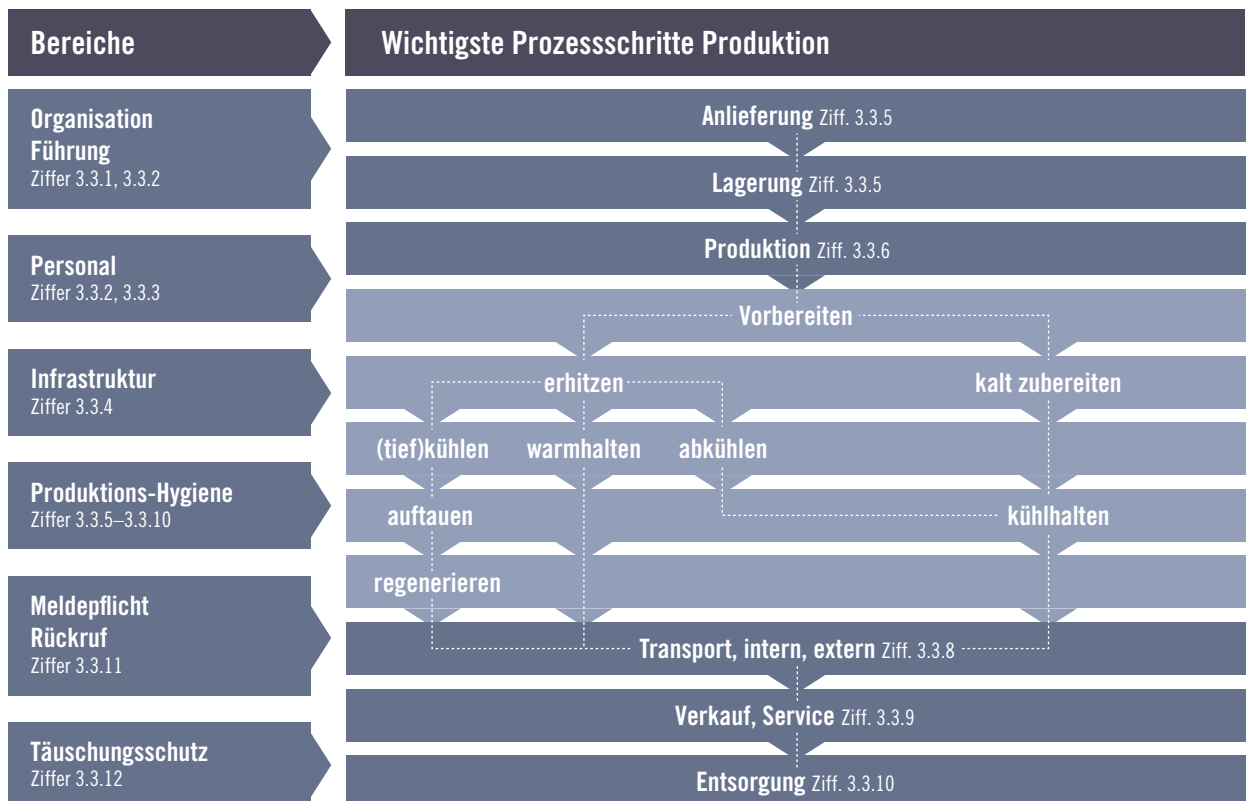 Bereiche
Organisation
Führung
Ziffer 3.3.1, 3.3.2
Personal
Ziffer 3.3.2, 3.3.3
Infrastruktur
Ziffer 3.3.4
Produktions-Hygiene
Ziffer 3.3.5–3.3.10
Meldepflicht
Rückruf
Ziffer 3.3.11
Täuschungsschutz
Ziffer 3.3.12
Wichtigste Prozessschritte Produktion
Anlieferung Ziff. 3.3.5
Lagerung Ziff. 3.3.5
Produktion Ziff. 3.3.6
Vorbereiten
erhitzen kalt zubereiten
(tief)kühlen warmhalten abkühlen
auftauen kühlhalten
regenerieren
Transport, intern, extern Ziff. 3.3.8
Verkauf, Service Ziff. 3.3.9
Entsorgung Ziff. 3.3.10